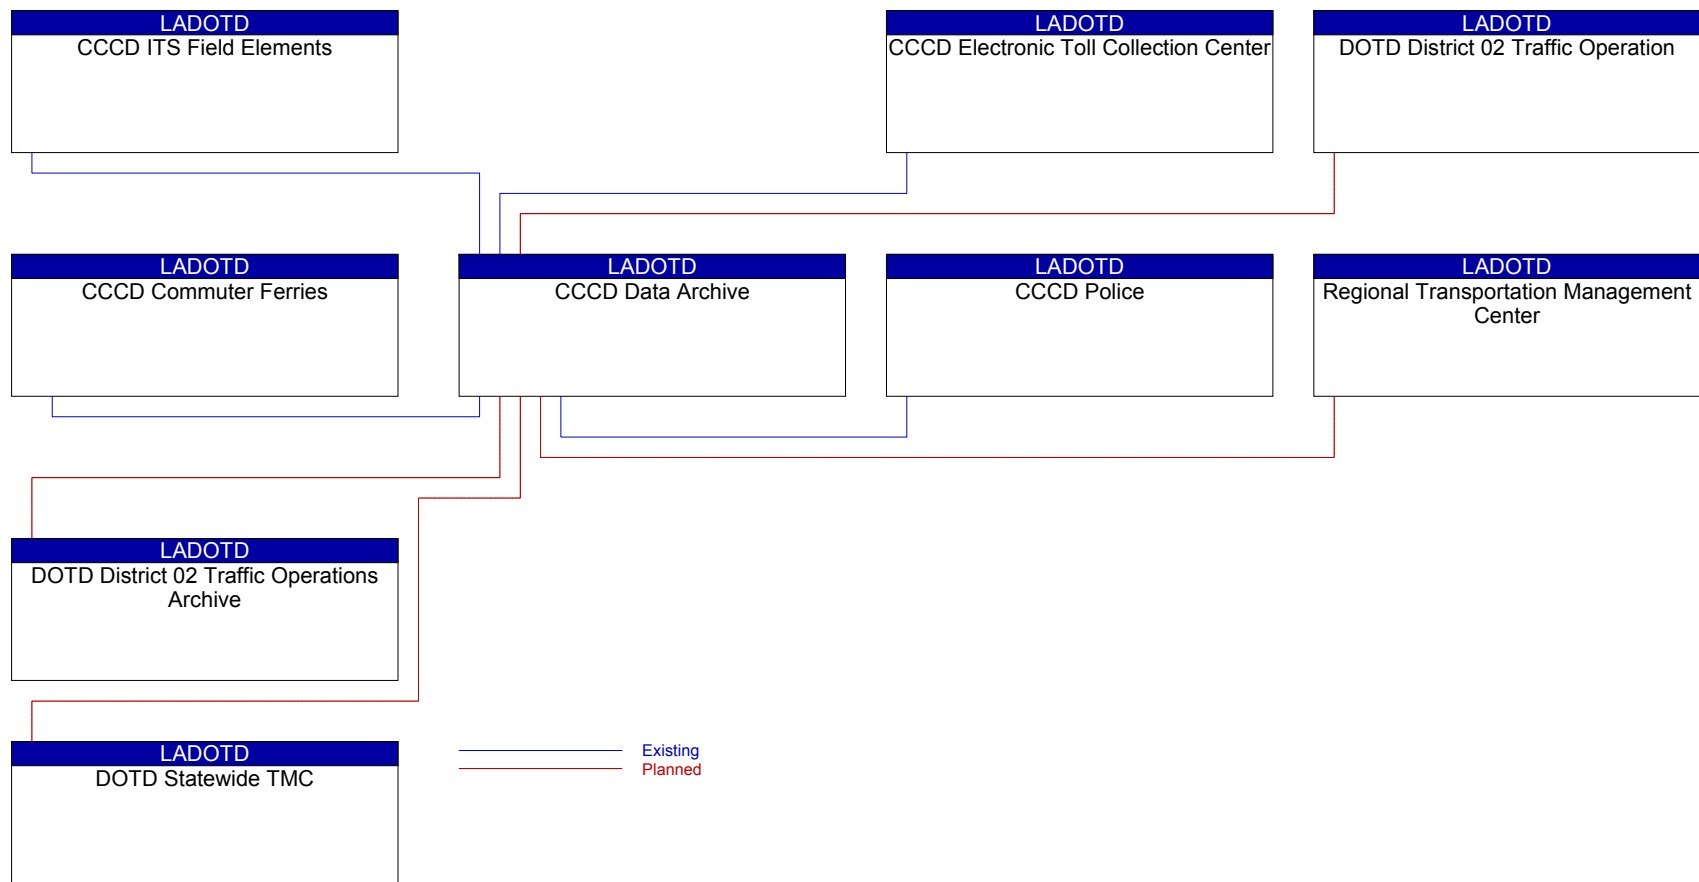 LADOTD
CCCD ITS Field Elements
LADOTD
CCCD Electronic Toll Collection Center
LADOTD
DOTD District 02 Traffic Operation
LADOTD
CCCD Commuter Ferries
LADOTD
CCCD Data Archive
LADOTD
CCCD Police
LADOTD
Regional Transportation Management
Center
LADOTD
DOTD District 02 Traffic Operations
Archive
LADOTD
DOTD Statewide TMC
Existing
Planned